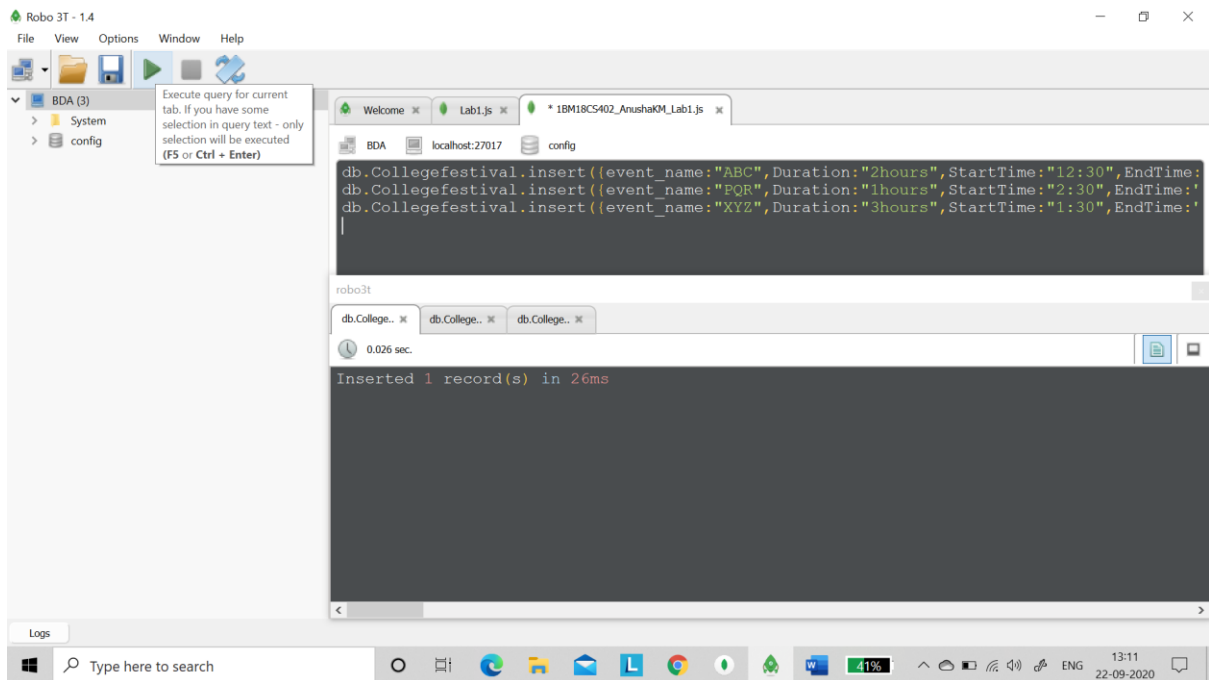 Robo 3T - 1.4
File View Options Window Help
BDA (3)
System
config
Execute query for current
tab. If you have some
selection in query text - only
selection will be executed
(F5 or Ctrl + Enter)
Welcome
Lab1.js
* 1BM18CS402_AnushaKM_Lab1.js
BDA localhost:27017 config
db.Collegefestival.insert({event_name:"ABC",Duration:"2hours",StartTime:"12:30",EndTime:
db.Collegefestival.insert({event_name:"PQR",Duration:"1hours",StartTime:"2:30",EndTime:'
db.Collegefestival.insert({event_name:"XYZ",Duration:"3hours",StartTime:"1:30",EndTime:'
robo3t
db.College.. db.College.. db.College..
0.026 sec.
Inserted 1 record(s) in 26ms
Logs
Type here to search
L
W
41%
ENG
13:11
22-09-2020